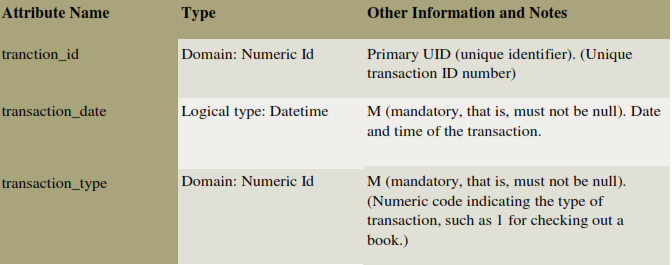 Attribute Name Type Other Information and Notes
tranction_id Domain: Numeric Id Primary UID (unique identifier). (Unique
transaction ID number)
transaction_date Logical type: Datetime M (mandatory, that is, must not be null). Date
and time of the transaction.
transaction_type Domain: Numeric Id M (mandatory, that is, must not be null).
(Numeric code indicating the type of
transaction, such as 1 for checking out a
book.)